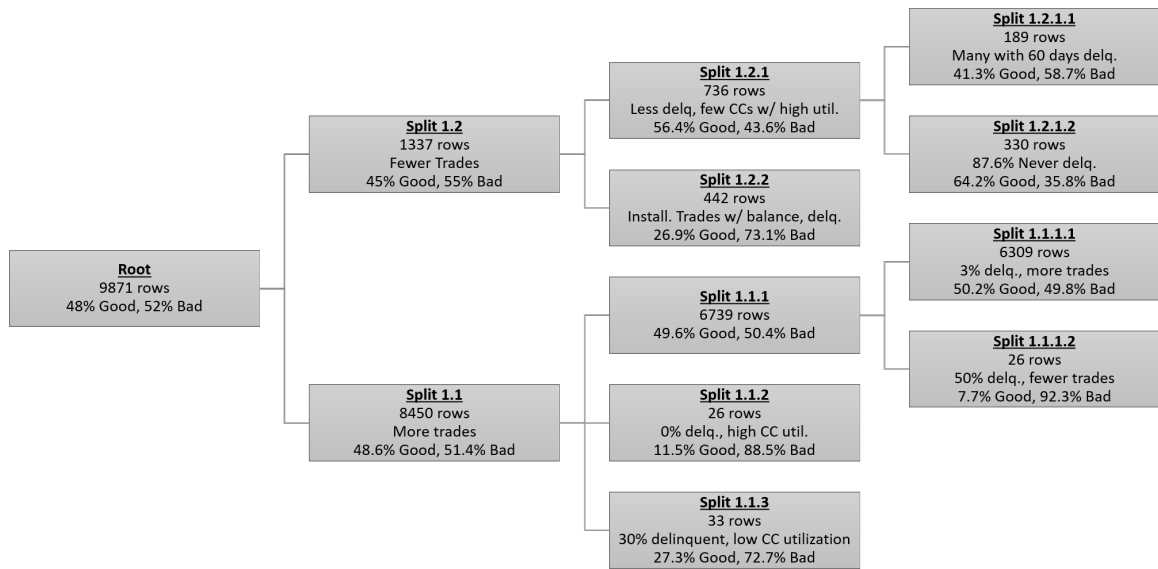 Root
9871 rows
48% Good, 52% Bad
Split 1.2
1337 rows
Fewer Trades
45% Good, 55% Bad
Split 1.1
8450 rows
More trades
48.6% Good, 51.4% Bad
Split 1.2.1
736 rows
Less delq, few CCs w/ high util.
56.4% Good, 43.6% Bad
Split 1.2.2
442 rows
Install. Trades w/ balance, delq.
26.9% Good, 73.1% Bad
Split 1.1.1
6739 rows
49.6% Good, 50.4% Bad
Split 1.1.2
26 rows
0% delq., high CC util.
11.5% Good, 88.5% Bad
Split 1.1.3
33 rows
30% delinquent, low CC utilization
27.3% Good, 72.7% Bad
Split 1.2.1.1
189 rows
Many with 60 days delq.
41.3% Good, 58.7% Bad
Split 1.2.1.2
330 rows
87.6% Never delq.
64.2% Good, 35.8% Bad
Split 1.1.1.1
6309 rows
3% delq., more trades
50.2% Good, 49.8% Bad
Split 1.1.1.2
26 rows
50% delq., fewer trades
7.7% Good, 92.3% Bad